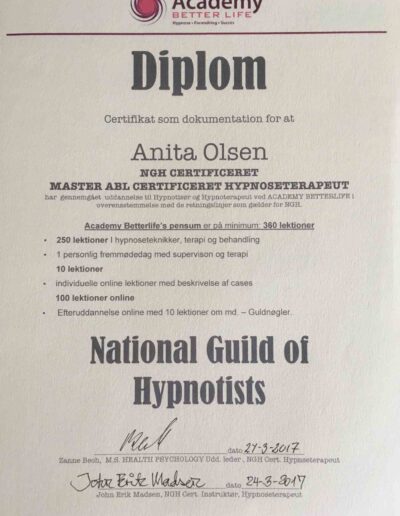 Academy
BETTER LIFE
Hypnose • Formidling • Succes
Diplom
Certifikat som dokumentation for at
Anita Olsen
NGH CERTIFICERET
MASTER ABL CERTIFICERET HYPNOSETERAPEUT
har gennemgået uddannelse til Hypnotisør og Hypnoterapeut ved ACADEMY BETTERLIFE i
overensstemmelse med de retningslinjer som gælder for NGH.
Academy Betterlife's pensum er på minimum: 360 lektioner
• 250 lektioner I hypnoseteknikker, terapi og behandling
• 1 personlig fremmødedag med supervison og terapi
10 lektioner
• individuelle online lektioner med beskrivelse af cases
100 lektioner online
• Efteruddannelse online med 10 lektioner om md. – Guldnøgler.
National Guild of
Hypnotists
dato 27-3-2017
Zanne Boch, M.S. HEALTH PSYCHOLOGY Udd. leder, NGH Cert. Hypnoseterapeut
John Erik Madsen dato 24-3-2017
John Erik Madsen, NGH Cert. Instruktør, Hypnoseterapeut